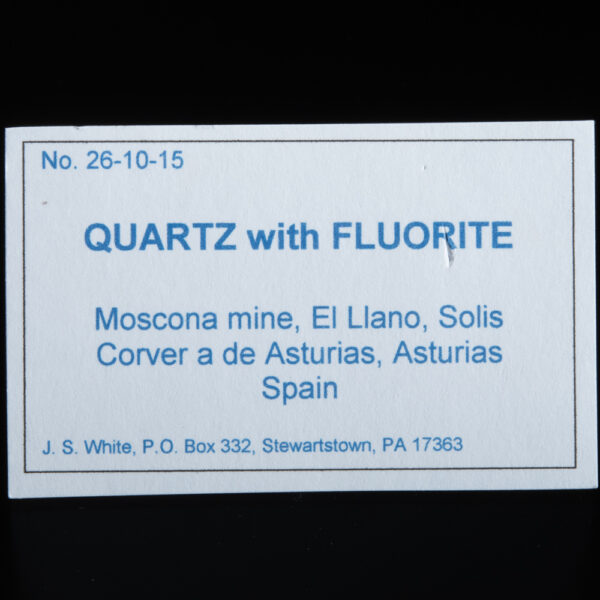 No. 26-10-15
QUARTZ with FLUORITE
Moscona mine, El Llano, Solis
Corver a de Asturias, Asturias
Spain
J. S. White, P.O. Box 332, Stewartstown, PA 17363